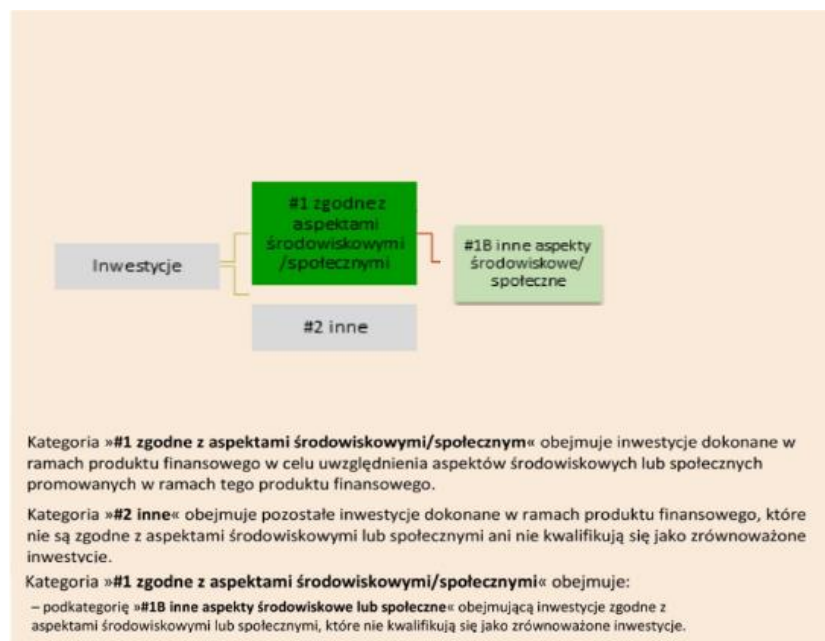 #1 zgodnez
aspektami
środowiskowymi
/społecznymi
#1B inne aspekty
środowiskowe/
społeczne
Inwestycje
#2 inne
Kategoria »#1 zgodne z aspektami środowiskowymi/społecznym« obejmuje inwestycje dokonane w
ramach produktu finansowego w celu uwzględnienia aspektów środowiskowych lub społecznych
promowanych w ramach tego produktu finansowego.
Kategoria »#2 inne« obejmuje pozostałe inwestycje dokonane w ramach produktu finansowego, które
nie są zgodne z aspektami środowiskowymi lub społecznymi ani nie kwalifikują się jako zrównoważone
inwestycie.
Kategoria »#1 zgodne z aspektami środowiskowymi/społecznymi« obejmuje:
– podkategorię »#1B inne aspekty środowiskowe lub społeczne« obejmującą inwestycje zgodne z
aspektami środowiskowymi lub społecznymi, które nie kwalifikują się jako zrównoważone inwestycje.